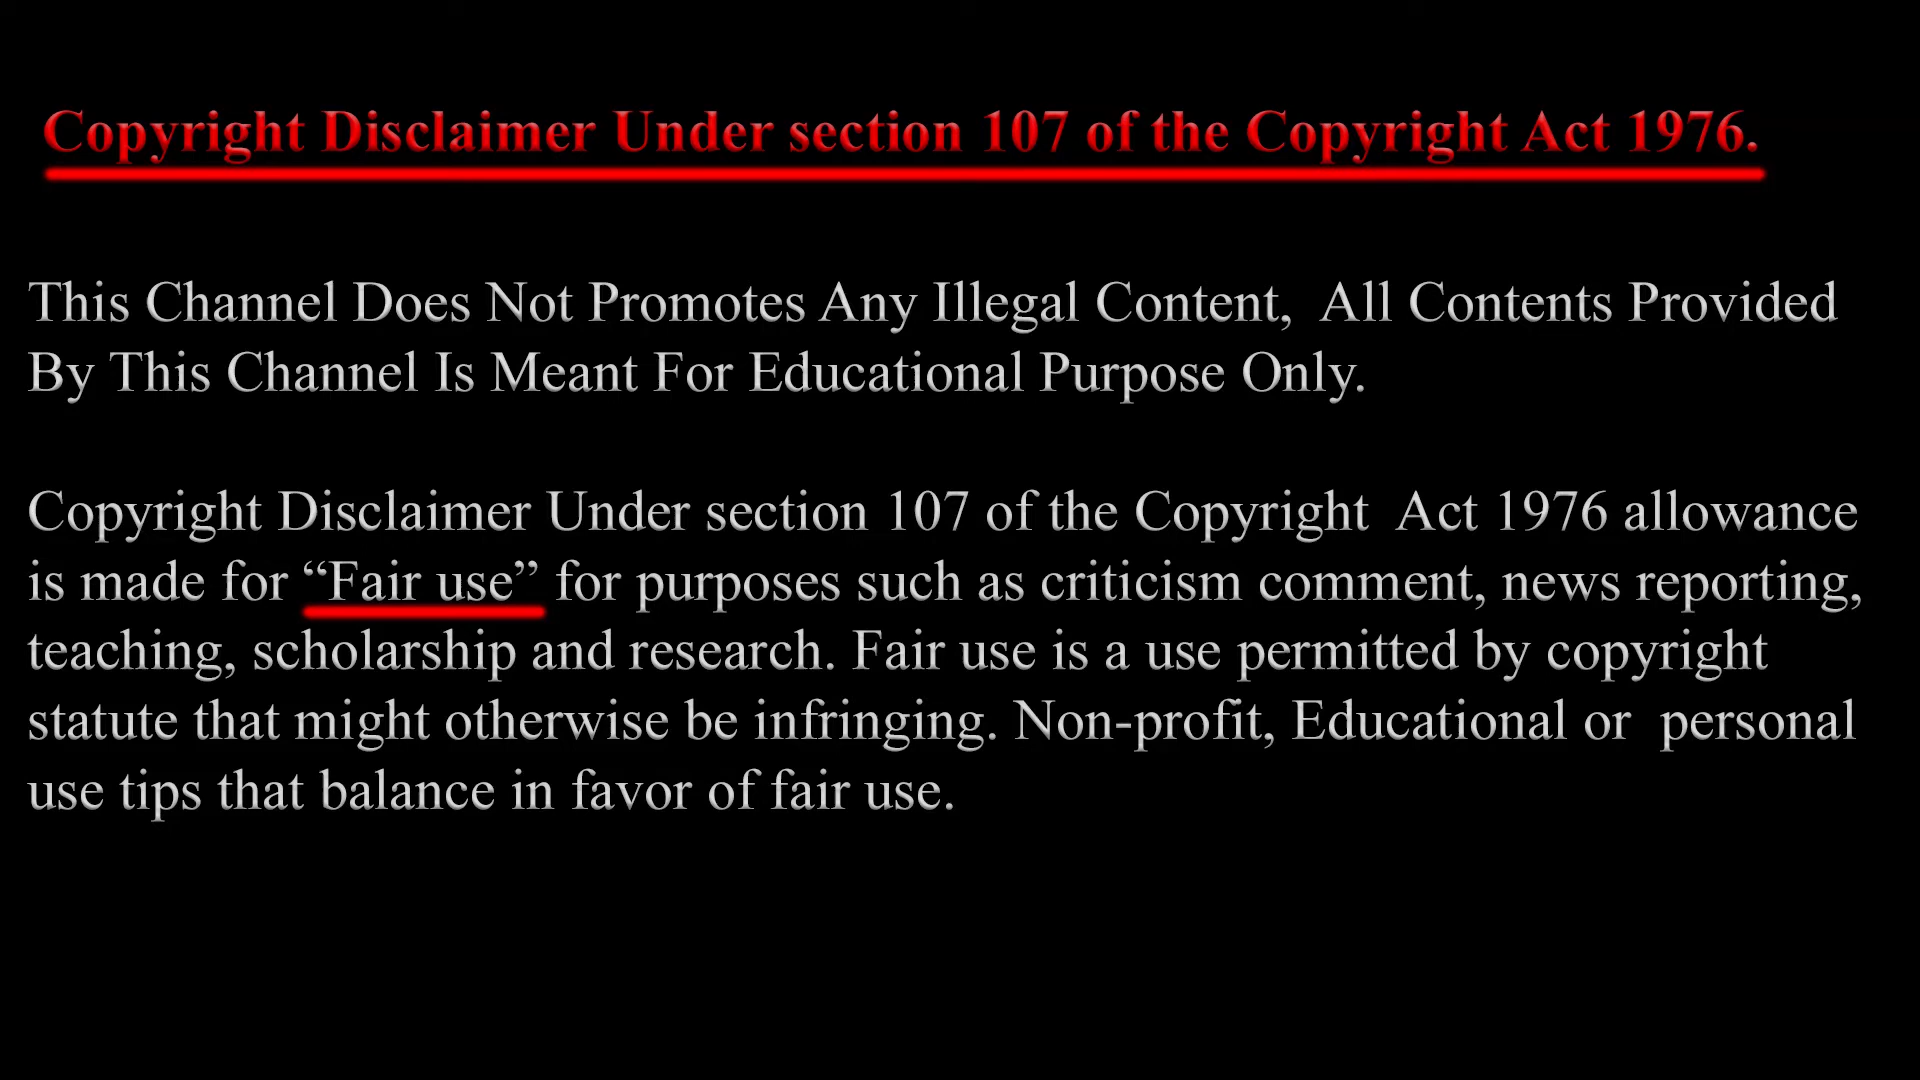 Copyright Disclaimer Under section 107 of the Copyright Act 1976.
This Channel Does Not Promotes Any Illegal Content,  All Contents Provided
By This Channel Is Meant For Educational Purpose Only.
Copyright Disclaimer Under section 107 of the Copyright  Act 1976 allowance
is made for “Fair use” for purposes such as criticism comment, news reporting,
teaching, scholarship and research. Fair use is a use permitted by copyright
statute that might otherwise be infringing. Non-profit, Educational or  personal
use tips that balance in favor of fair use.